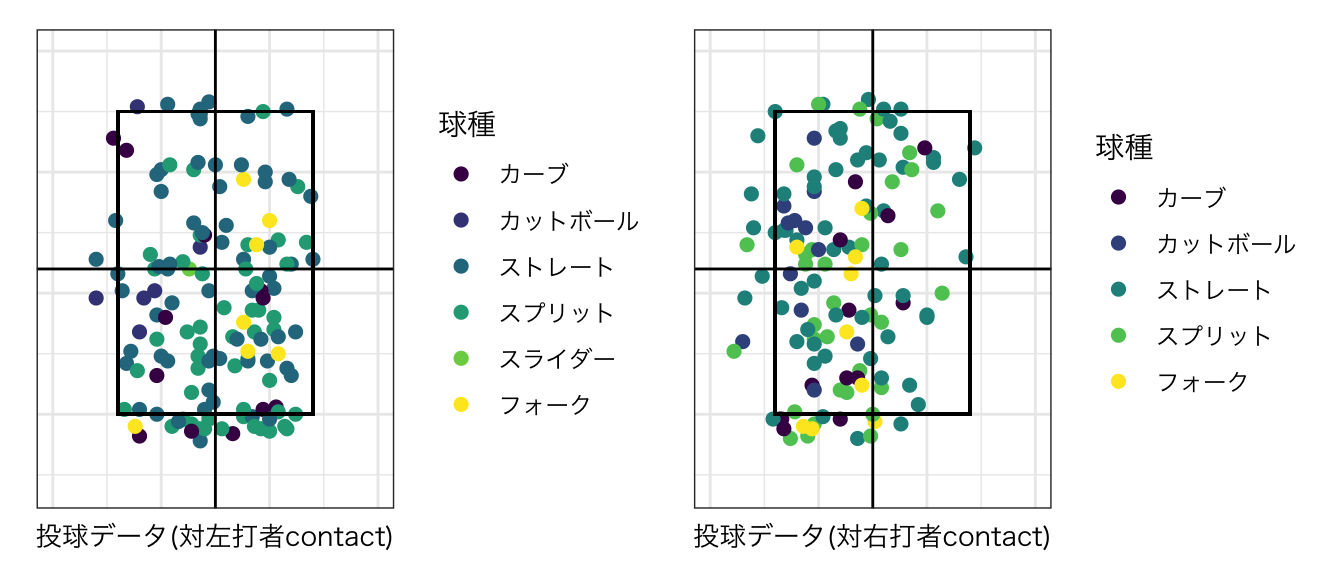 球種
カーブ
カットボール
ストレート
スプリット
スライダー
フォーク
投球データ(対左打者contact)
球種
カーブ
カットボール
ストレート
スプリット
フォーク
投球データ(対右打者contact)